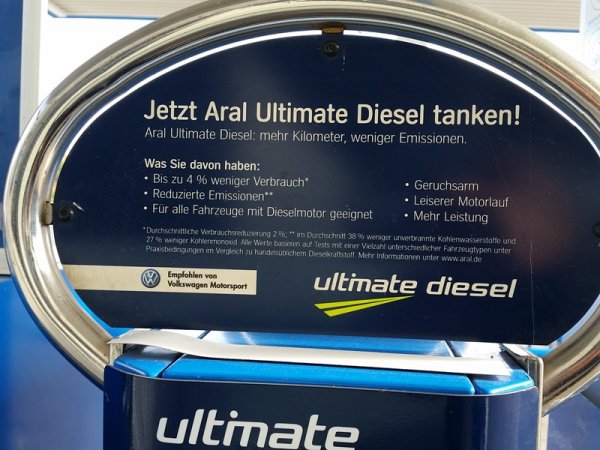 Jetzt Aral Ultimate Diesel tanken!
Aral Ultimate Diesel: mehr Kilometer, weniger Emissionen.
Was Sie davon haben:
• Bis zu 4 % weniger Verbrauch*
• Reduzierte Emissionen**
• Für alle Fahrzeuge mit Dieselmotor geeignet
• Geruchsarm
• Leiserer Motorlauf
• Mehr Leistung
*Durchschnittliche Verbrauchsreduzierung 2 %; ** im Durchschnitt 38 % weniger unverbrannte Kohlenwasserstoffe und
27 % weniger Kohlenmonoxid. Alle Werte basieren auf Tests mit einer Vielzahl unterschiedlicher Fahrzeugtypen unter
Praxisbedingungen im Vergleich zu handelsüblichem Dieselkraftstoff. Mehr Informationen unter www.aral.de
Empfohlen von
Volkswagen Motorsport
ultimate diesel
ultimate